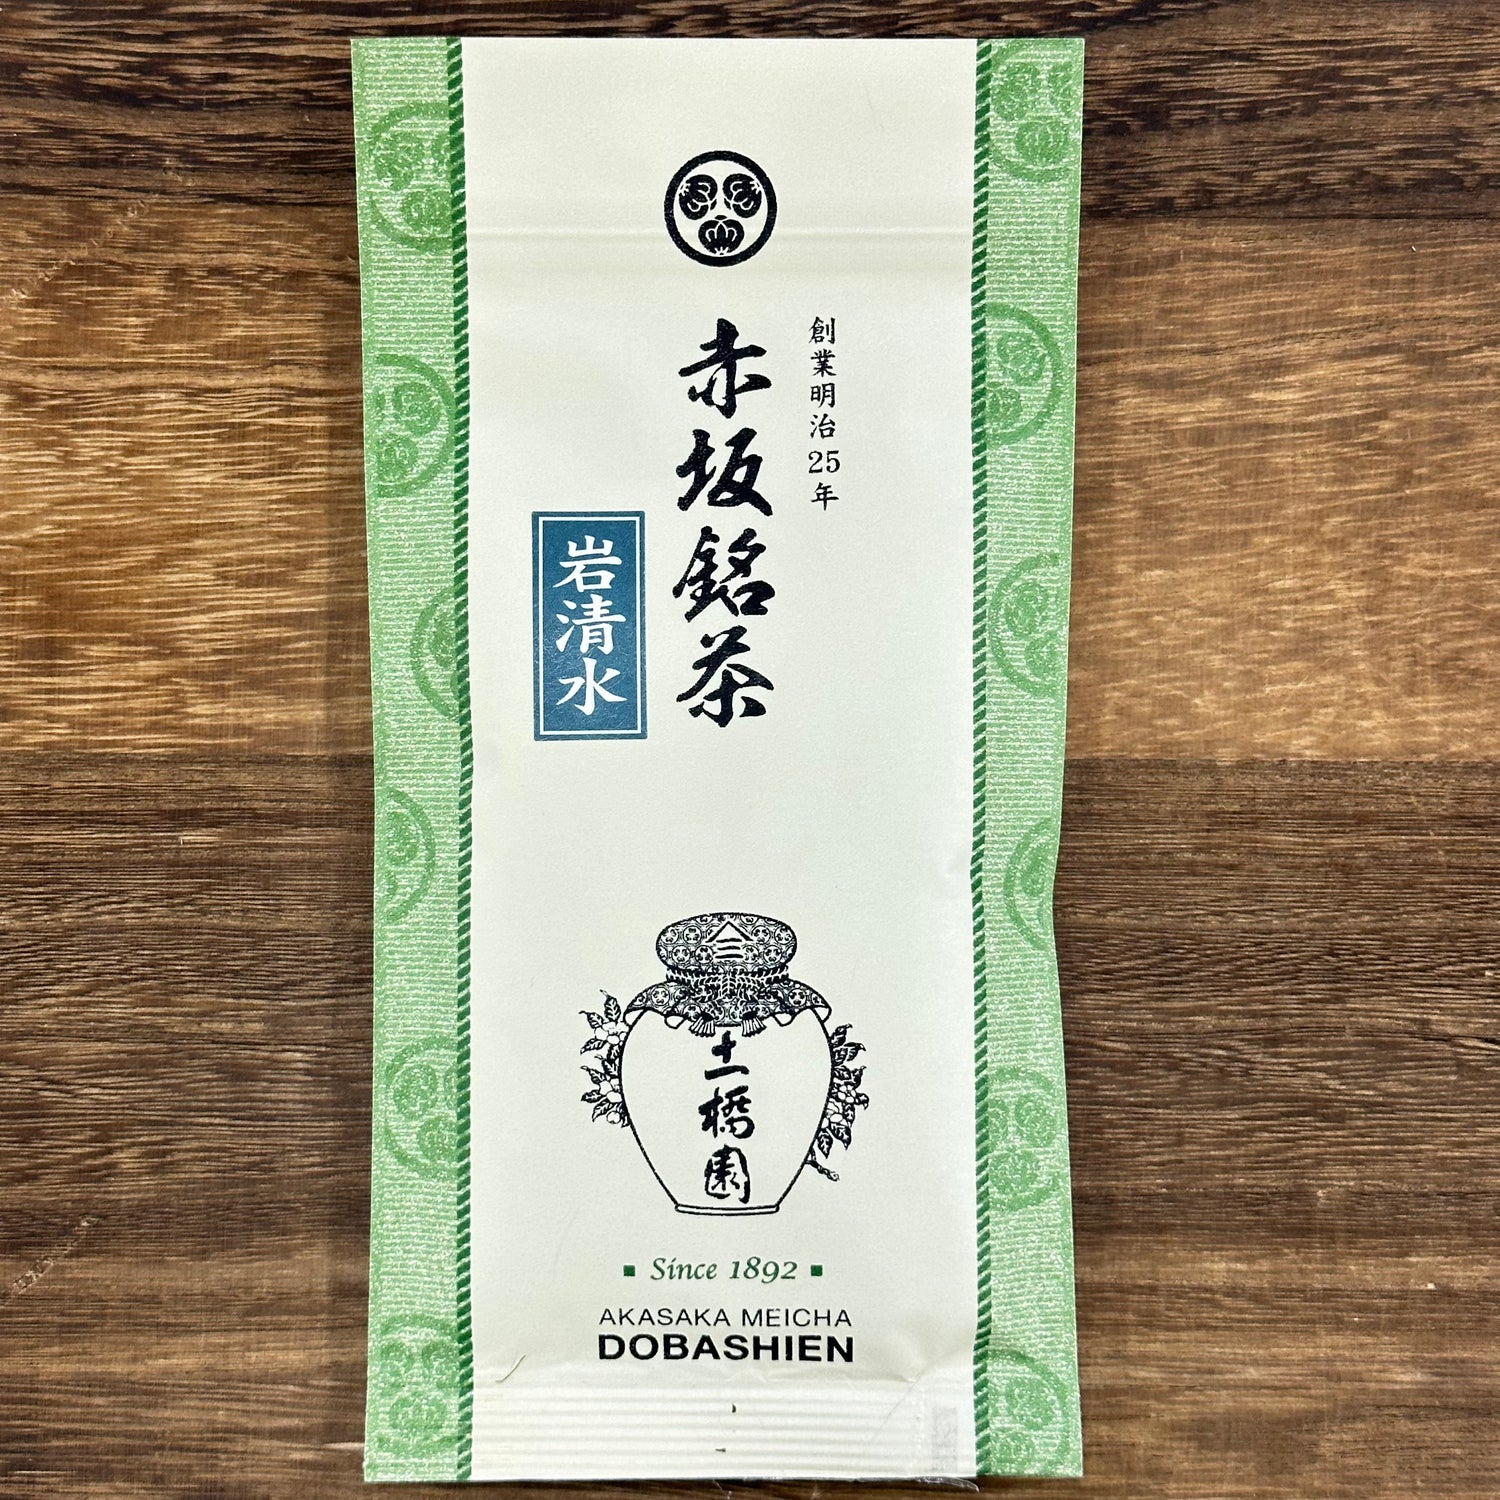 創業明治25年
赤坂銘茶
岩清水
三
土橋園
Since 1892
AKASAKA MEICHA
DOBASHIEN